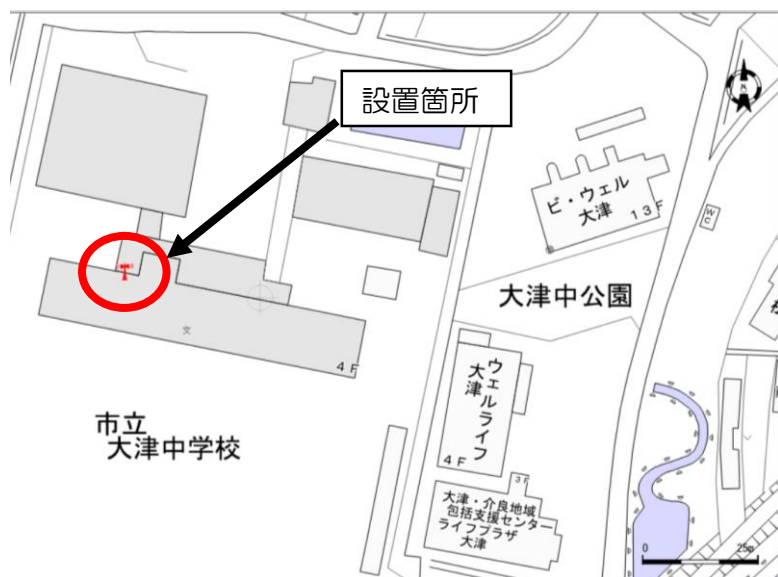 設置箇所
ビ・ウェル
大津
13F
WC
大津中公園
文
4F
市立
大津中学校
ウェルライフ
大津
4F
3F
大津・介良地域
包括支援センター
ライフプラザ
大津
0
25m